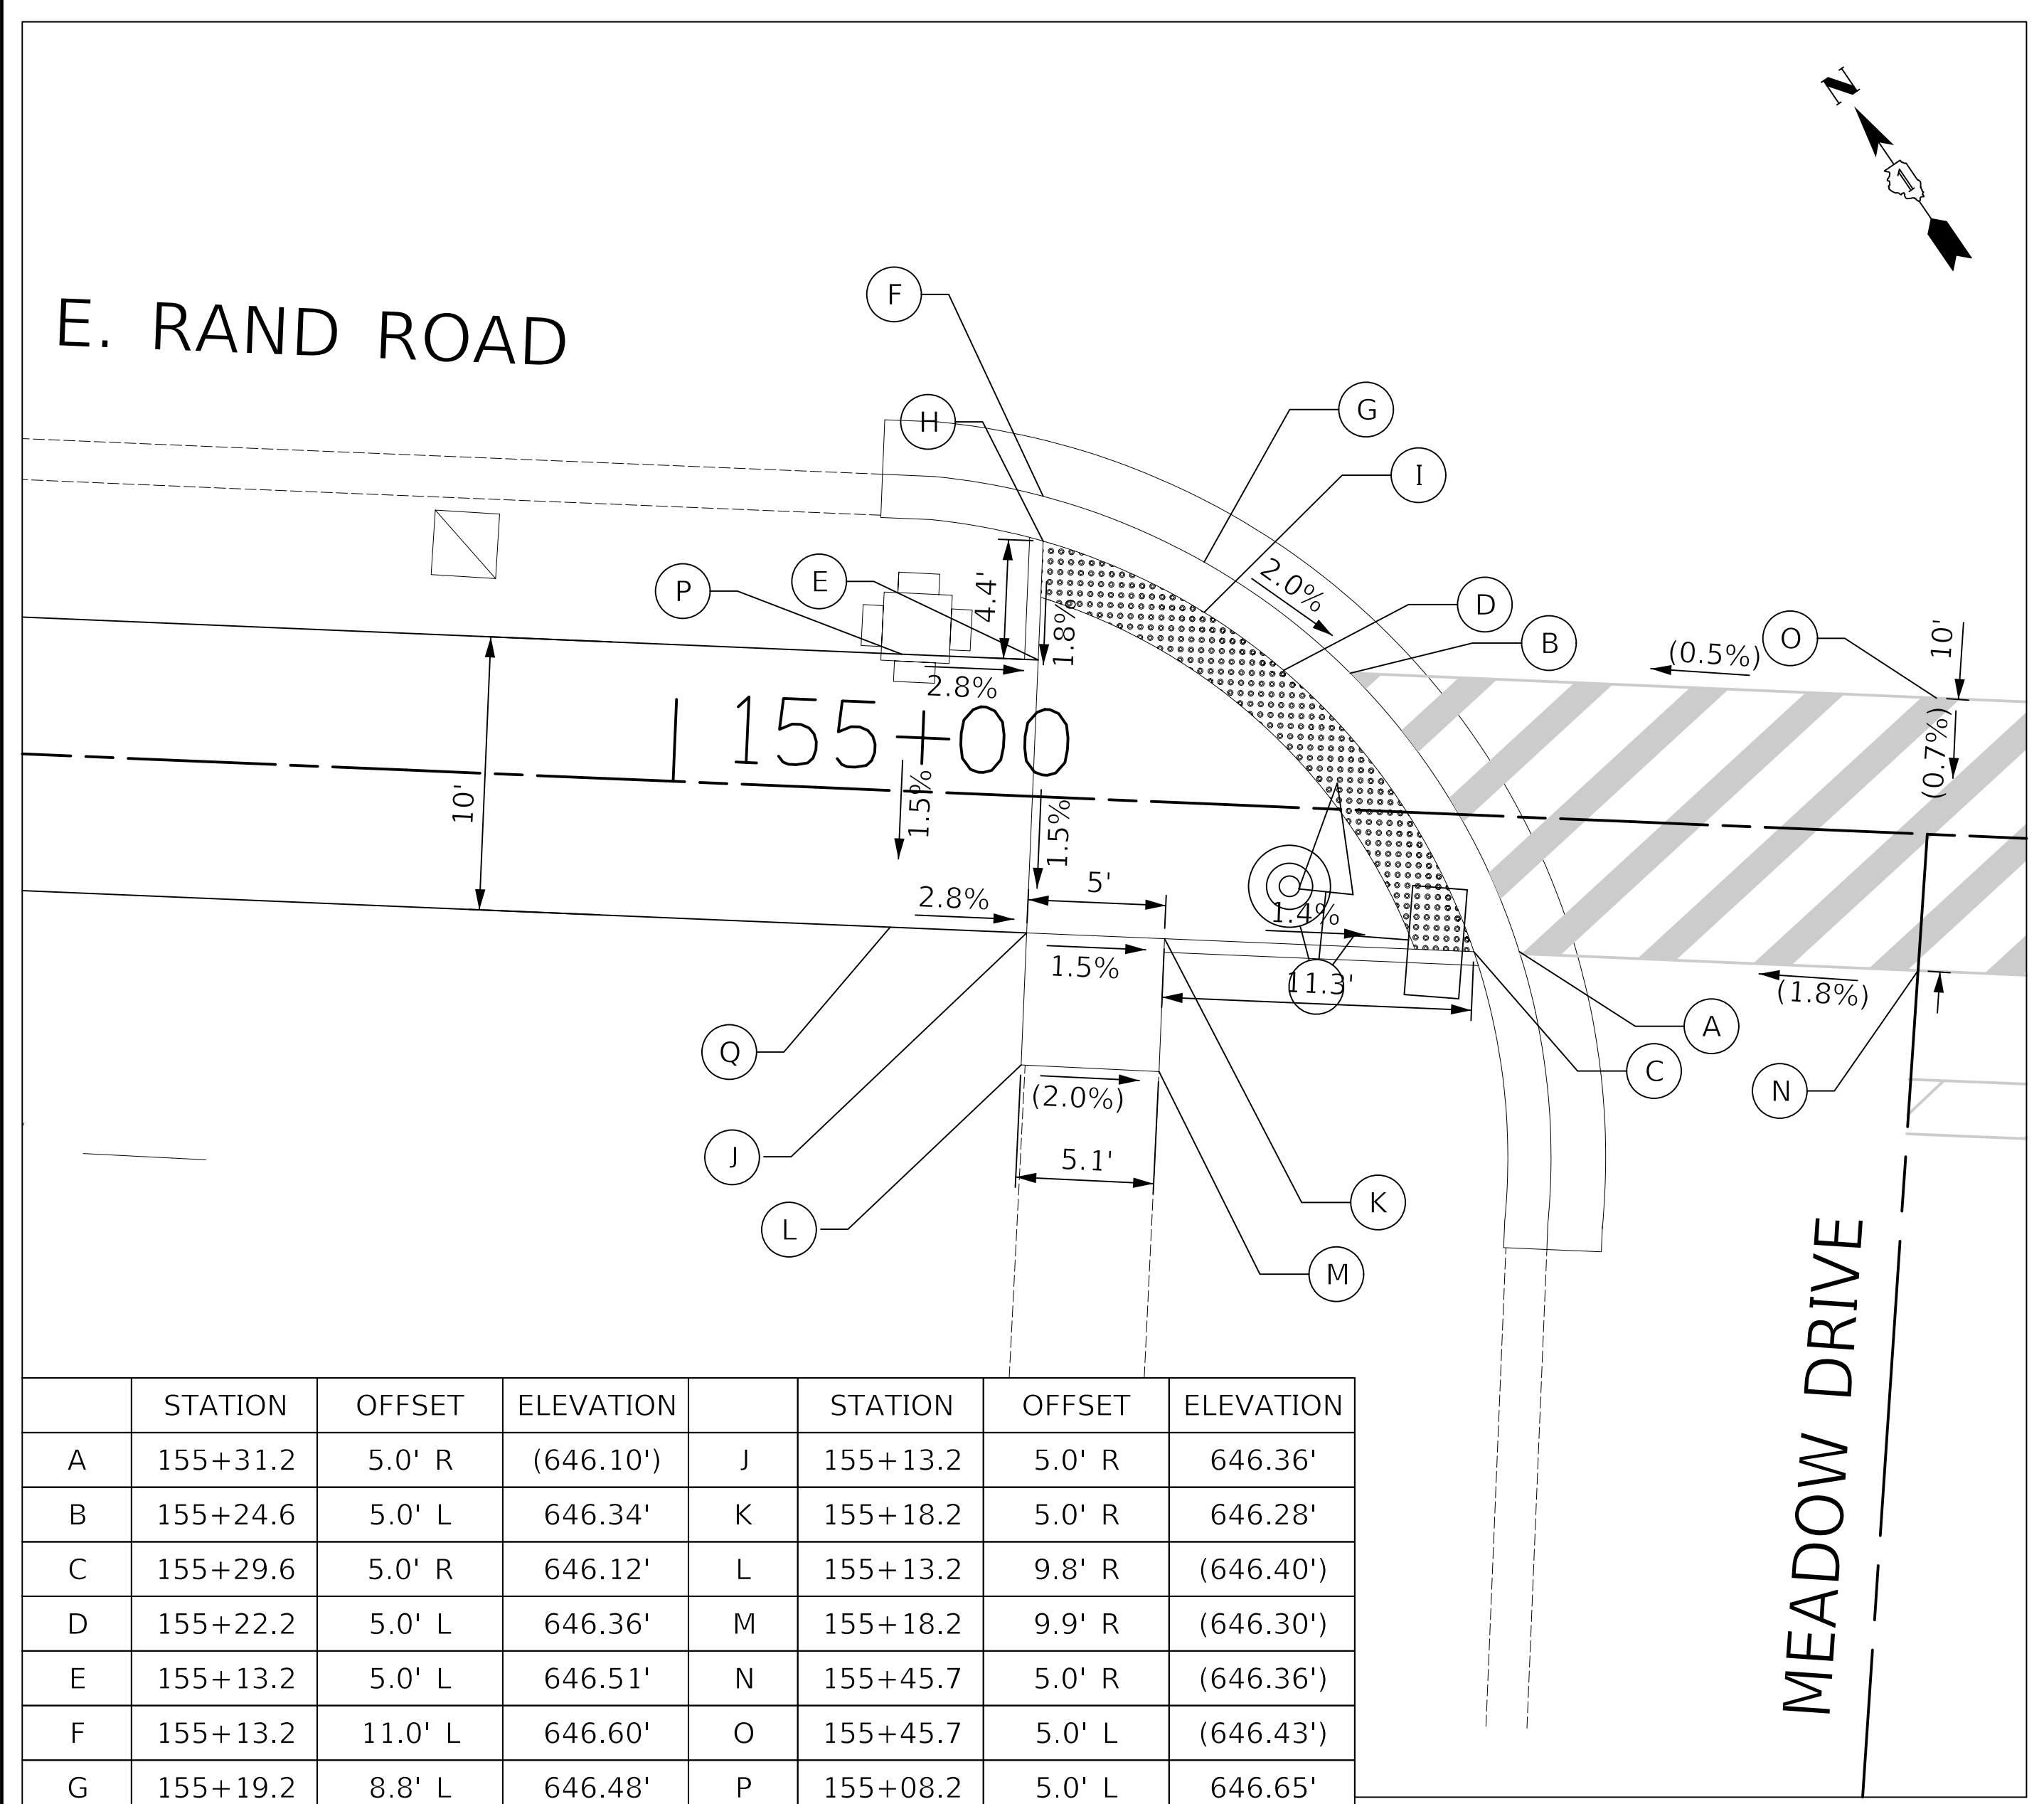 N
1
F
E. RAND ROAD
G
H
I
2.0%
P
E
4.4'
1.8%
D
B
O
(0.5%)
10'
(0.7%)
2.8%
155+00
10'
1.5%
1.5%
5'
2.8%
1.4%
1.5%
11.3'
(1.8%)
Q
A
C
N
(2.0%)
J
5.1'
K
L
M
MEADOW DRIVE
STATION OFFSET ELEVATION STATION OFFSET ELEVATION
A 155+31.2 5.0' R (646.10') J 155+13.2 5.0' R 646.36'
B 155+24.6 5.0' L 646.34' K 155+18.2 5.0' R 646.28'
C 155+29.6 5.0' R 646.12' L 155+13.2 9.8' R (646.40')
D 155+22.2 5.0' L 646.36' M 155+18.2 9.9' R (646.30')
E 155+13.2 5.0' L 646.51' N 155+45.7 5.0' R (646.36')
F 155+13.2 11.0' L 646.60' O 155+45.7 5.0' L (646.43')
G 155+19.2 8.8' L 646.48' P 155+08.2 5.0' L 646.65'